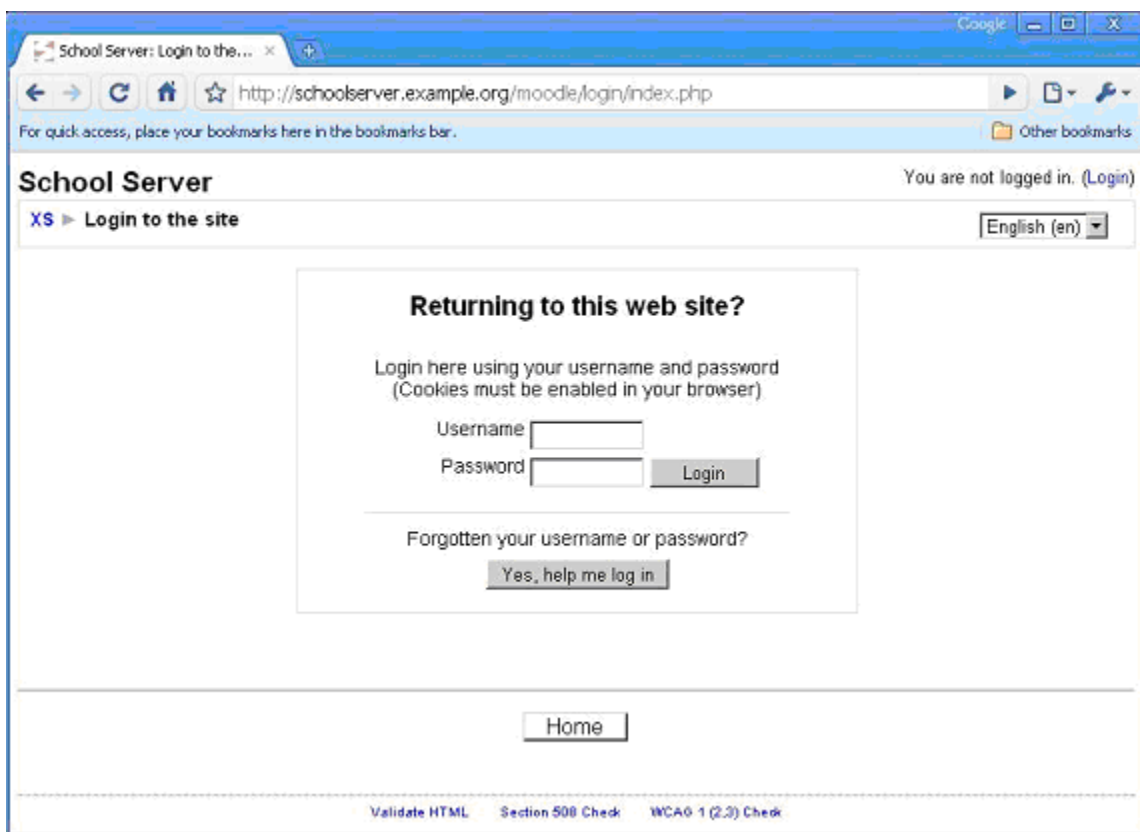 Google
School Server: Login to the...
http://schoolserver.example.org/moodle/login/index.php
For quick access, place your bookmarks here in the bookmarks bar.
Other bookmarks
School Server
You are not logged in. (Login)
XS ► Login to the site
English (en)
Returning to this web site?
Login here using your username and password
(Cookies must be enabled in your browser)
Username
Password
Login
Forgotten your username or password?
Yes, help me log in
Home
Validate HTML Section 508 Check WCAG 1 (2,3) Check